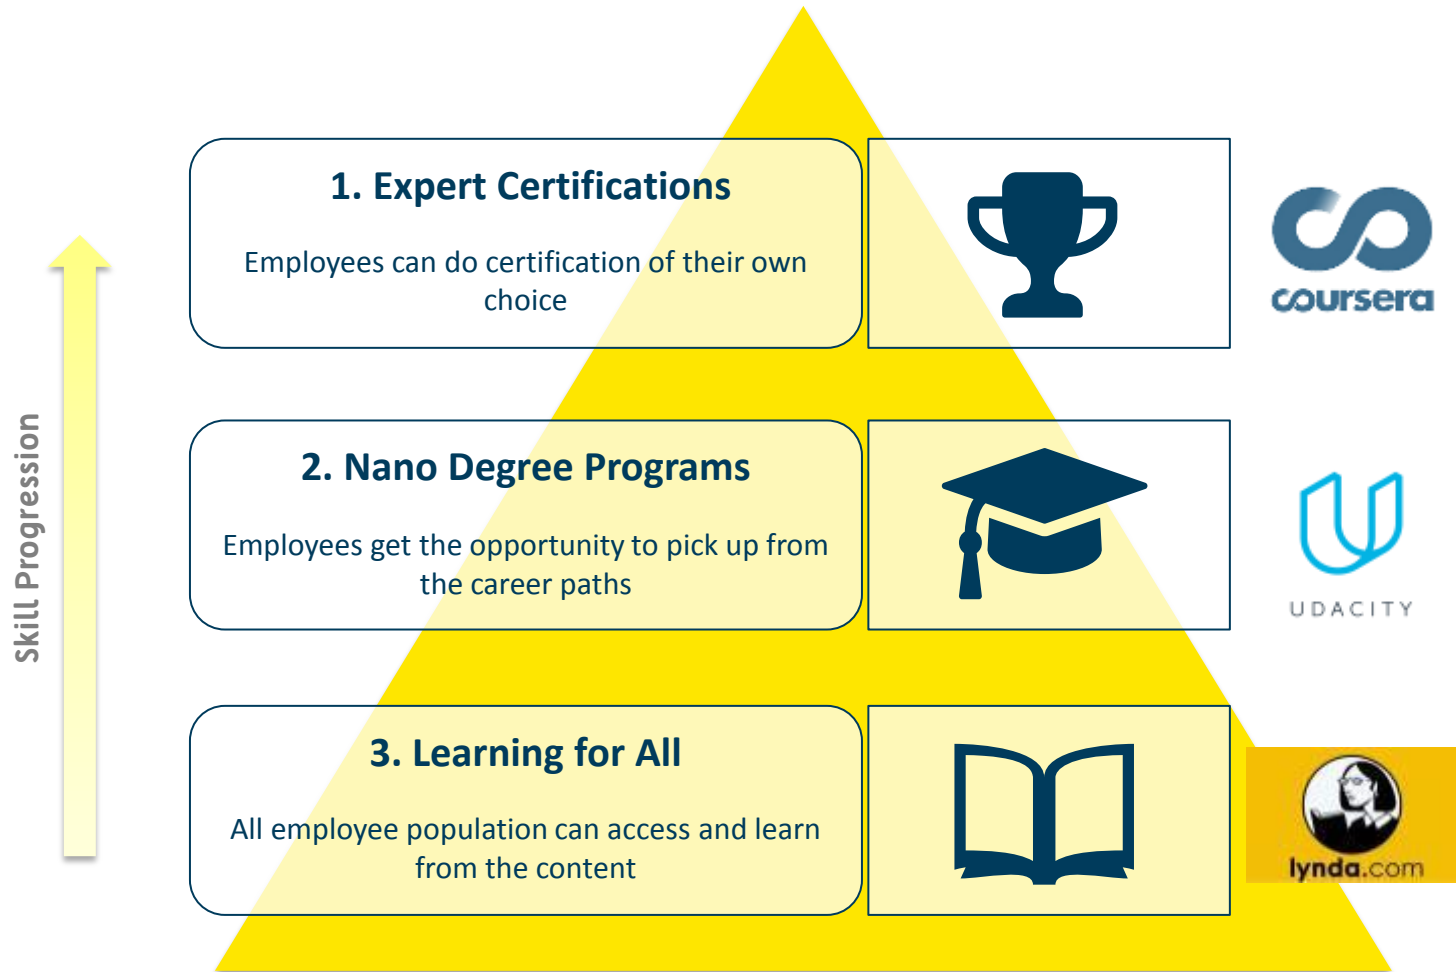 1. Expert Certifications
Employees can do certification of their own
choice
coursera
Skill Progression
2. Nano Degree Programs
Employees get the opportunity to pick up from
the career paths
UDACITY
3. Learning for All
All employee population can access and learn
from the content
lynda.com